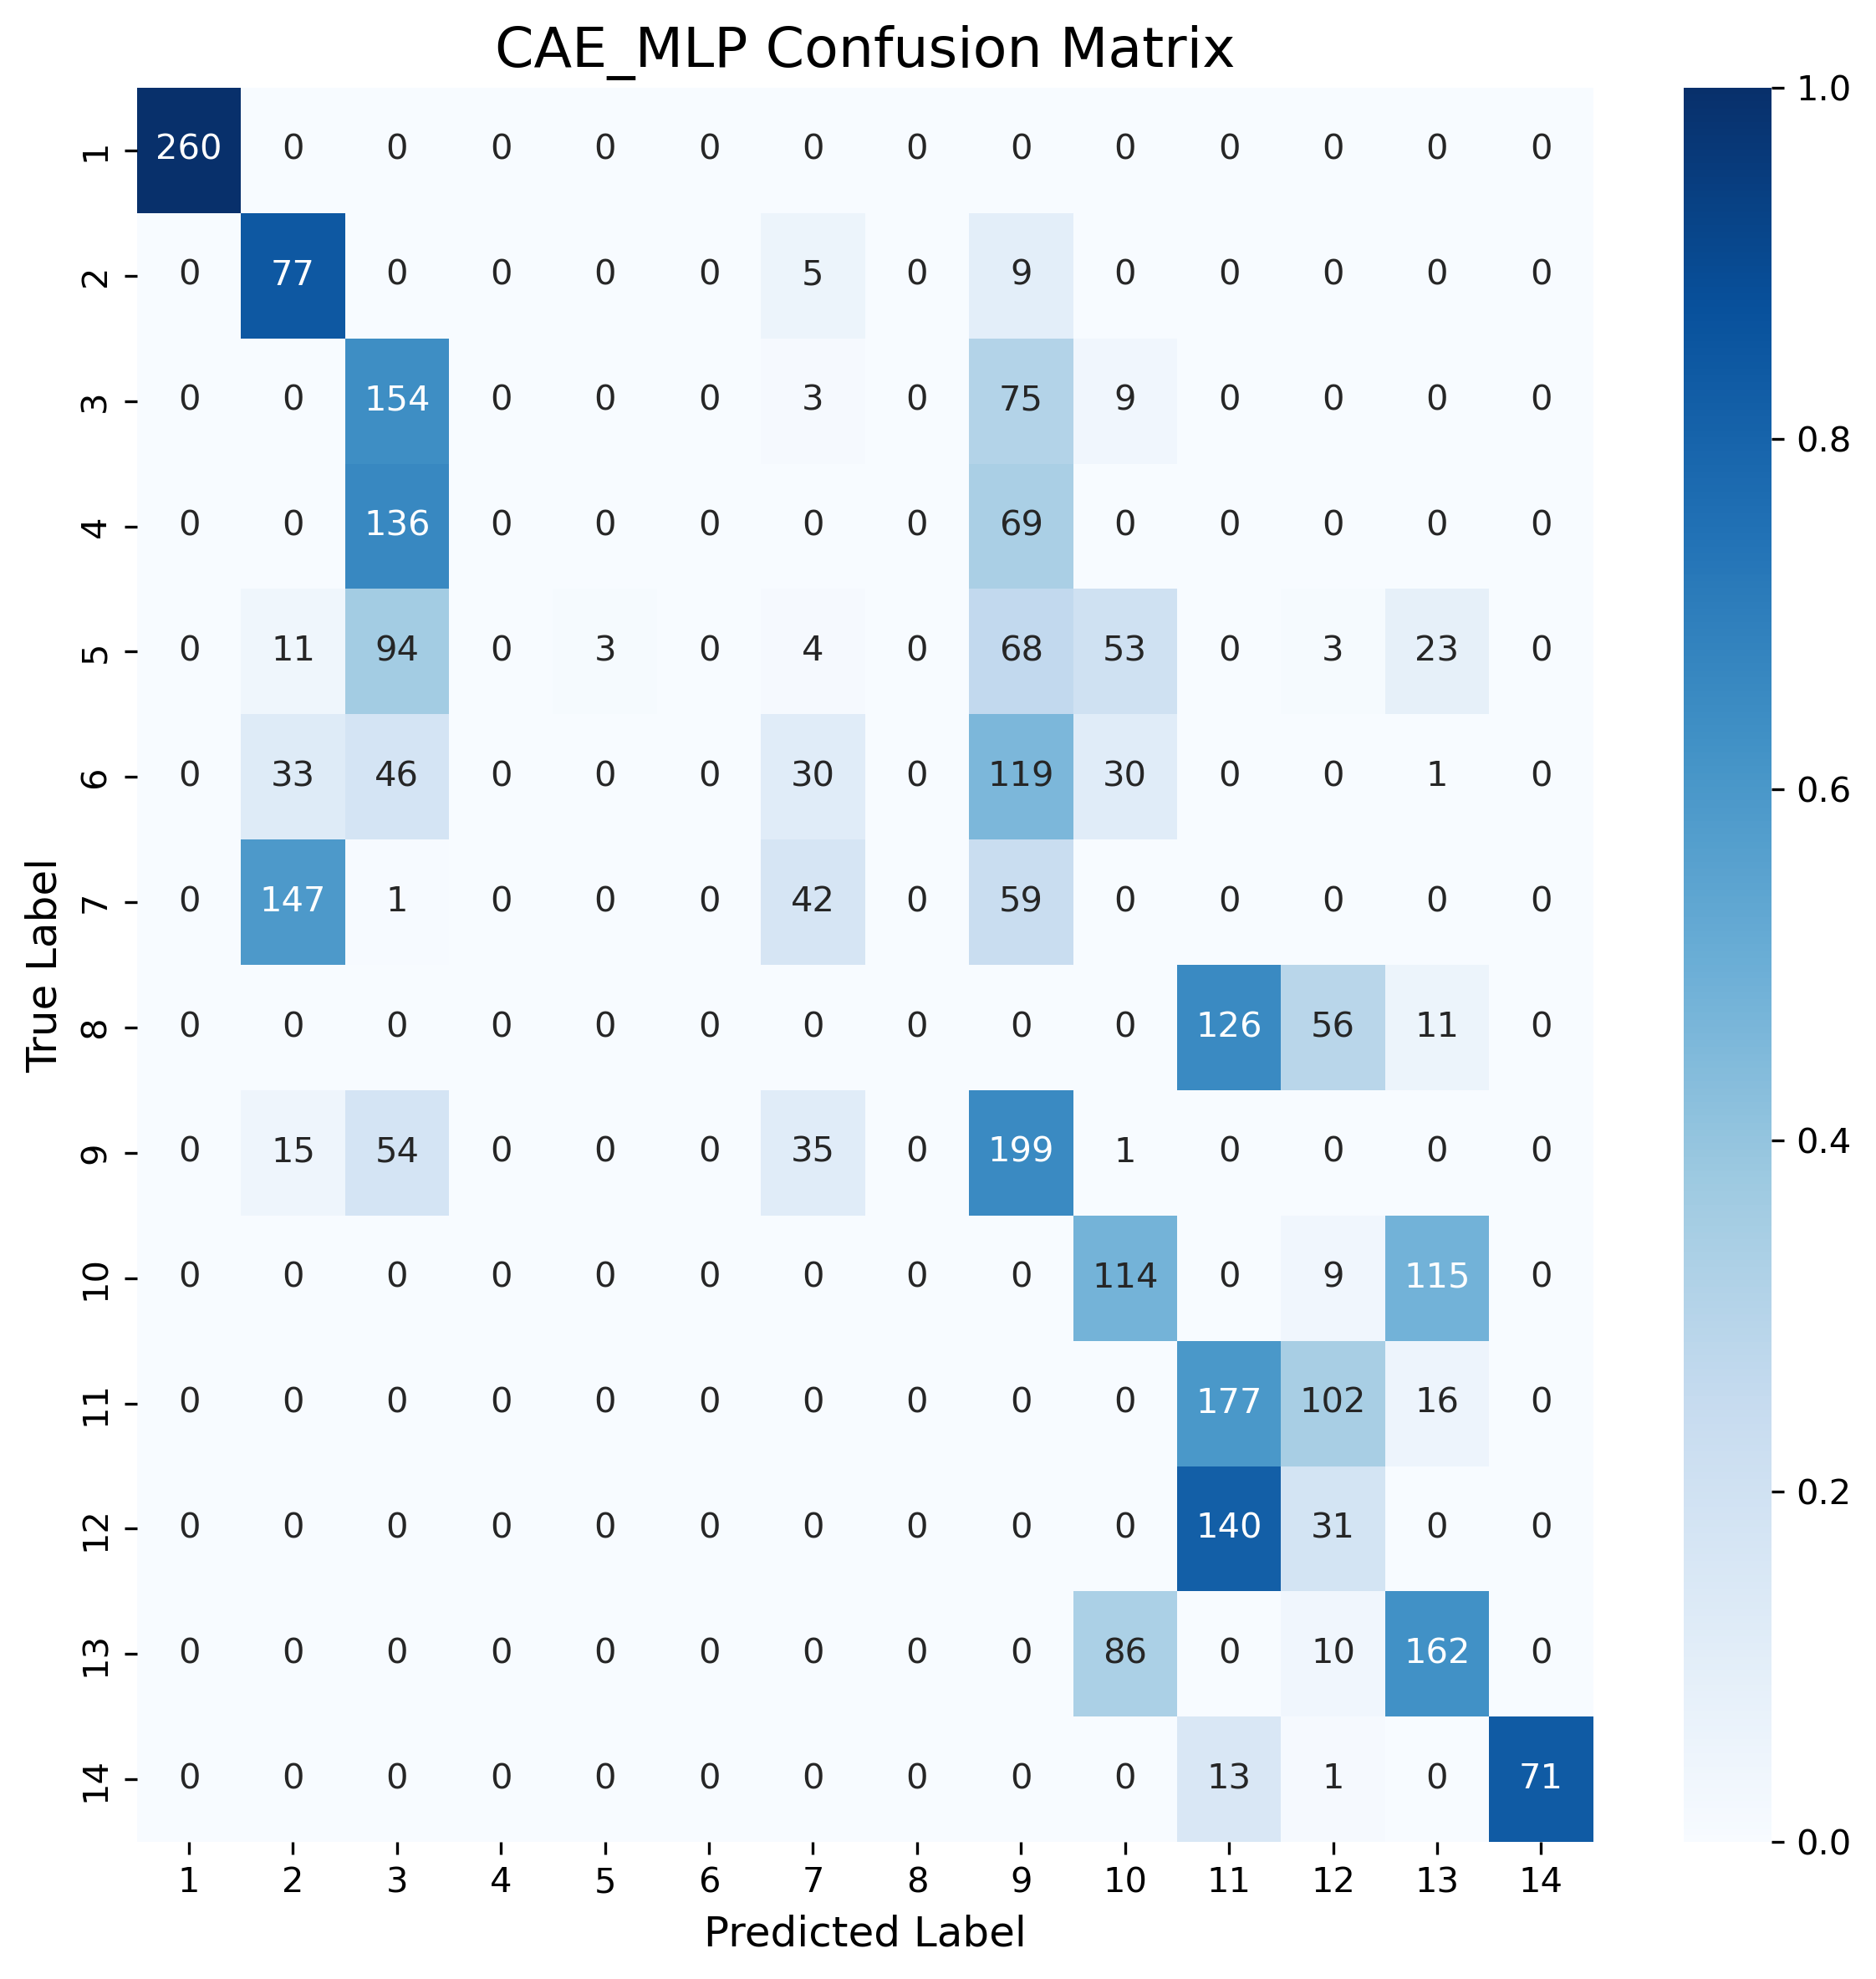 CAE_MLP Confusion Matrix
1 260 0 0 0 0 0 0 0 0 0 0 0 0 0
2 0 77 0 0 0 0 5 0 9 0 0 0 0 0
3 0 0 154 0 0 0 3 0 75 9 0 0 0 0
4 0 0 136 0 0 0 0 0 69 0 0 0 0 0
5 0 11 94 0 3 0 4 0 68 53 0 3 23 0
6 0 33 46 0 0 0 30 0 119 30 0 0 1 0
7 0 147 1 0 0 0 42 0 59 0 0 0 0 0
8 0 0 0 0 0 0 0 0 0 0 126 56 11 0
9 0 15 54 0 0 0 35 0 199 1 0 0 0 0
10 0 0 0 0 0 0 0 0 0 114 0 9 115 0
11 0 0 0 0 0 0 0 0 0 0 177 102 16 0
12 0 0 0 0 0 0 0 0 0 0 140 31 0 0
13 0 0 0 0 0 0 0 0 0 86 0 10 162 0
14 0 0 0 0 0 0 0 0 0 0 13 1 0 71
1 2 3 4 5 6 7 8 9 10 11 12 13 14
Predicted Label
True Label
1.0
0.8
0.6
0.4
0.2
0.0